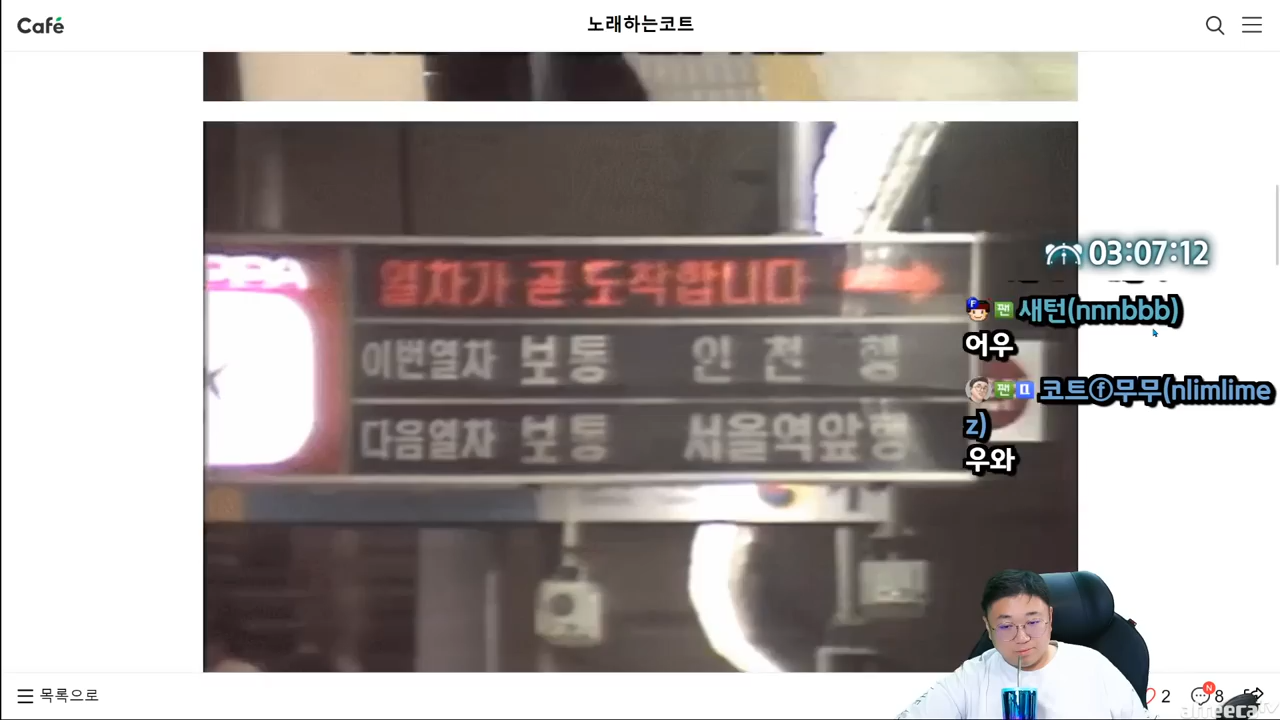 Café
노래하는코트
열차가 곧 도착합니다
이번열차 보통 인천 행
다음열차 보통 서울역앞행
03:07:12
팬 새턴(nnnbbb)
어우
팬 코트ⓕ무무(nlimlime
z)
우와
목록으로
2
N
8
afreecaTV